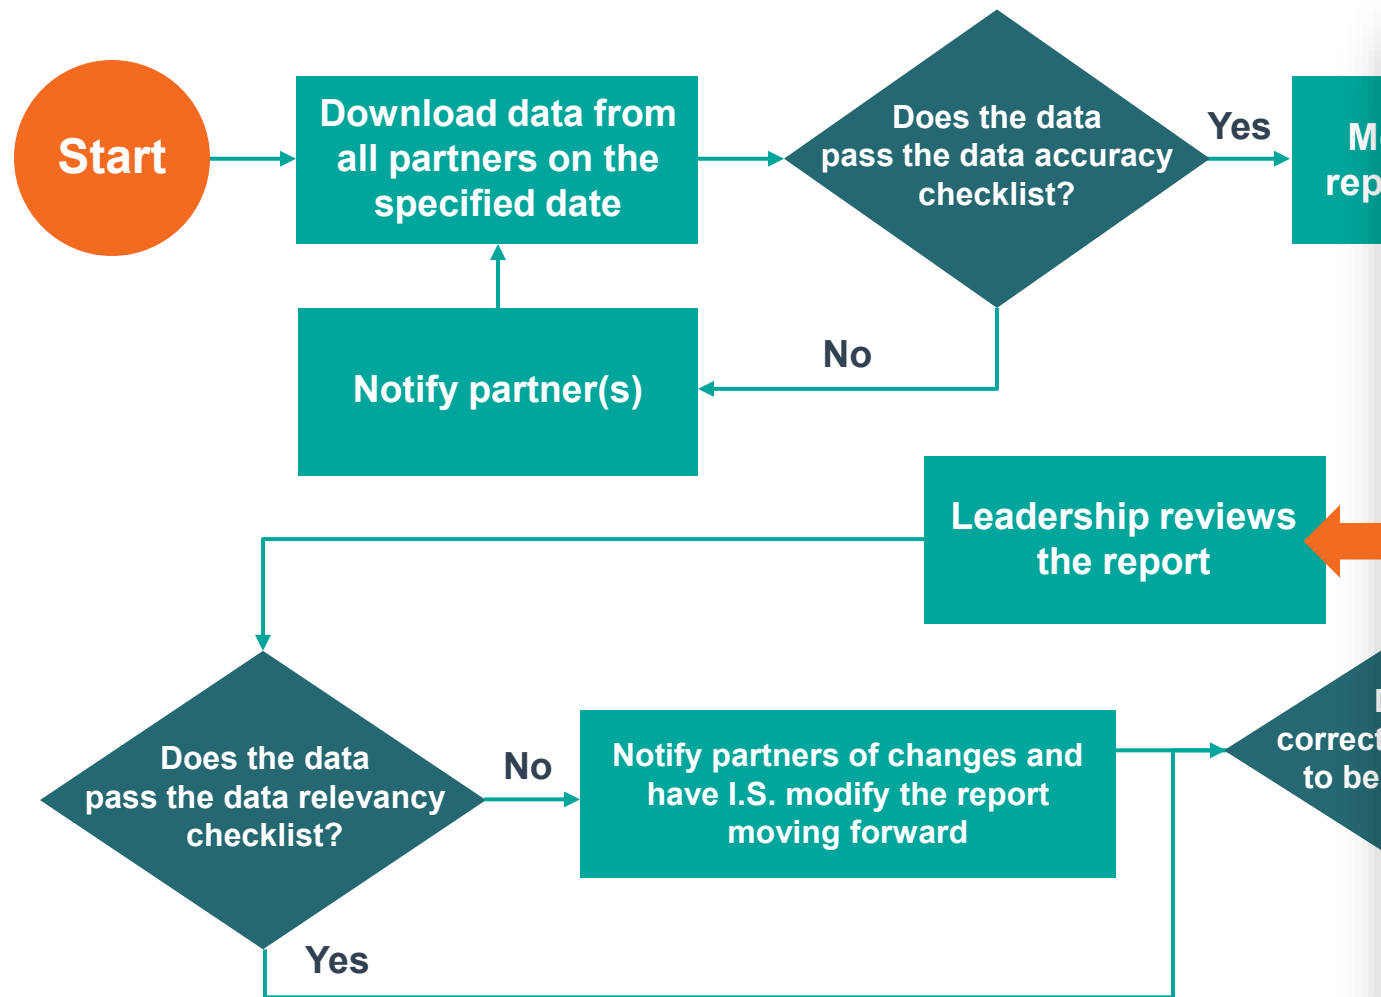 Start
Download data from
all partners on the
specified date
Does the data
pass the data accuracy
checklist?
Yes
No
Notify partner(s)
Leadership reviews
the report
Does the data
pass the data relevancy
checklist?
No
Notify partners of changes and
have I.S. modify the report
moving forward
to be
Yes